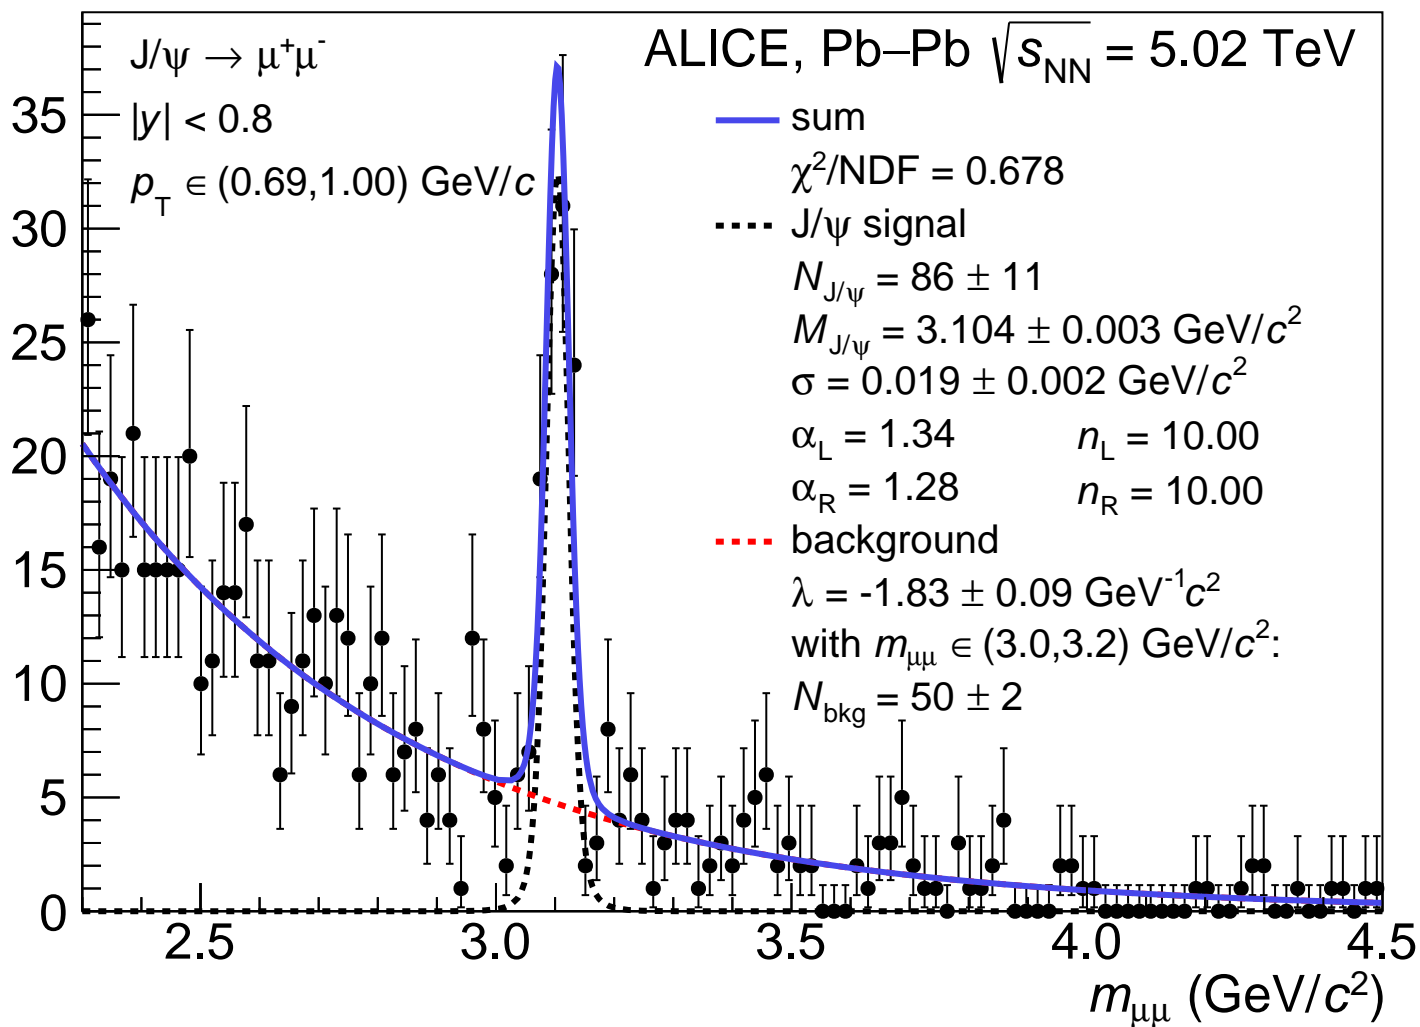 J/ψ → μ⁺μ⁻
|y| < 0.8
p_T ∈ (0.69,1.00) GeV/c
ALICE, Pb–Pb √s_NN = 5.02 TeV
sum
χ²/NDF = 0.678
J/ψ signal
N_J/ψ = 86 ± 11
M_J/ψ = 3.104 ± 0.003 GeV/c²
σ = 0.019 ± 0.002 GeV/c²
α_L = 1.34 n_L = 10.00
α_R = 1.28 n_R = 10.00
background
λ = -1.83 ± 0.09 GeV⁻¹c²
with m_μμ ∈ (3.0,3.2) GeV/c²:
N_bkg = 50 ± 2
35
30
25
20
15
10
5
0
2.5 3.0 3.5 4.0 4.5
m_μμ (GeV/c²)